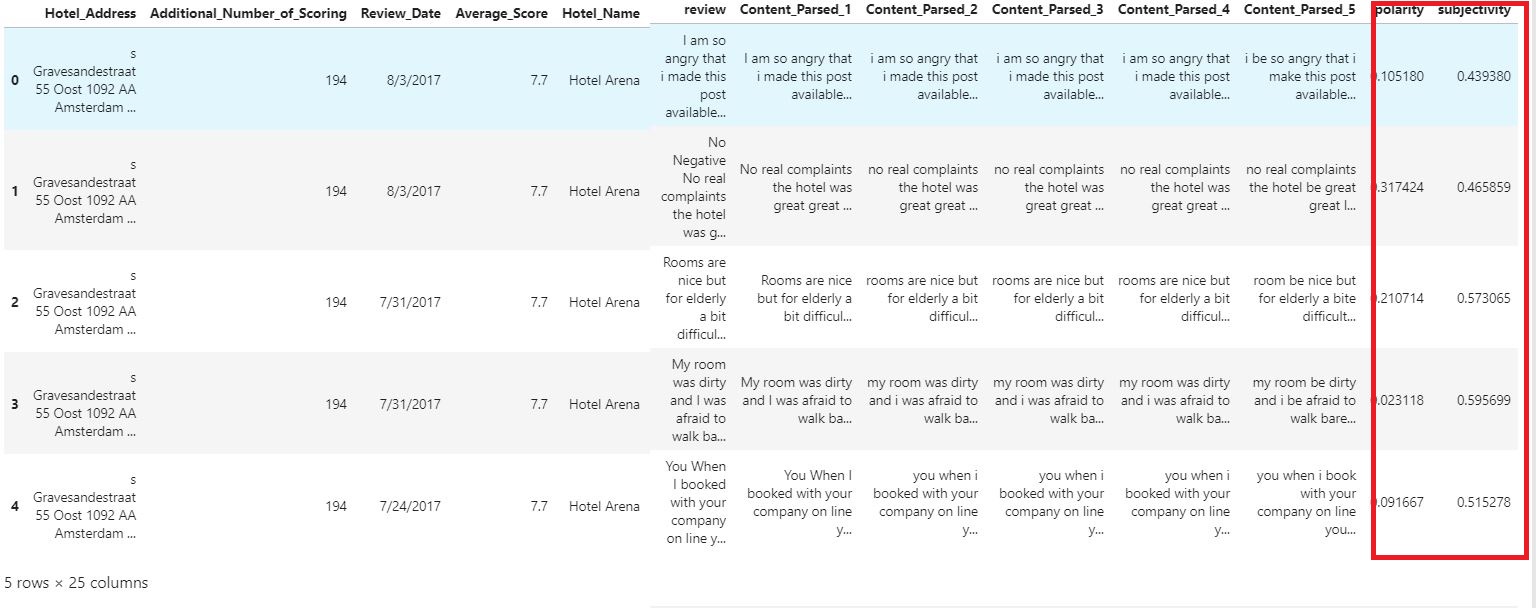 Hotel_Address Additional_Number_of_Scoring Review_Date Average_Score Hotel_Name review Content_Parsed_1 Content_Parsed_2 Content_Parsed_3 Content_Parsed_4 Content_Parsed_5 polarity subjectivity
0
s
Gravesandestraat
55 Oost 1092 AA
Amsterdam ...
194
8/3/2017
7.7
Hotel Arena
I am so
angry that
i made this
post
available...
I am so angry that
i made this post
available...
i am so angry that
i made this post
available...
i am so angry that
i made this post
available...
i am so angry that
i made this post
available...
i be so angry that i
make this post
available...
.105180
0.439380
1
s
Gravesandestraat
55 Oost 1092 AA
Amsterdam ...
194
8/3/2017
7.7
Hotel Arena
No
Negative
No real
complaints
the hotel
was g...
No real complaints
the hotel was
great great ...
no real complaints
the hotel was
great great ...
no real complaints
the hotel was
great great ...
no real complaints
the hotel was
great great ...
no real complaints
the hotel be great
great l...
.317424
0.465859
2
s
Gravesandestraat
55 Oost 1092 AA
Amsterdam ...
194
7/31/2017
7.7
Hotel Arena
Rooms are
nice but
for elderly
a bit
difficul...
Rooms are nice
but for elderly a
bit difficul...
rooms are nice but
for elderly a bit
difficul...
rooms are nice but
for elderly a bit
difficul...
rooms are nice but
for elderly a bit
difficul...
room be nice but
for elderly a bite
difficult...
.210714
0.573065
3
s
Gravesandestraat
55 Oost 1092 AA
Amsterdam ...
194
7/31/2017
7.7
Hotel Arena
My room
was dirty
and I was
afraid to
walk ba...
My room was dirty
and I was afraid to
walk ba...
my room was dirty
and i was afraid to
walk ba...
my room was dirty
and i was afraid to
walk ba...
my room was dirty
and i was afraid to
walk ba...
my room be dirty
and i be afraid to
walk bare...
.023118
0.595699
4
s
Gravesandestraat
55 Oost 1092 AA
Amsterdam ...
194
7/24/2017
7.7
Hotel Arena
You When
I booked
with your
company
on line y...
You When I
booked with your
company on line
y...
you when i
booked with your
company on line
y...
you when i
booked with your
company on line
y...
you when i
booked with your
company on line
y...
you when i book
with your
company on line
you...
.091667
0.515278
5 rows × 25 columns